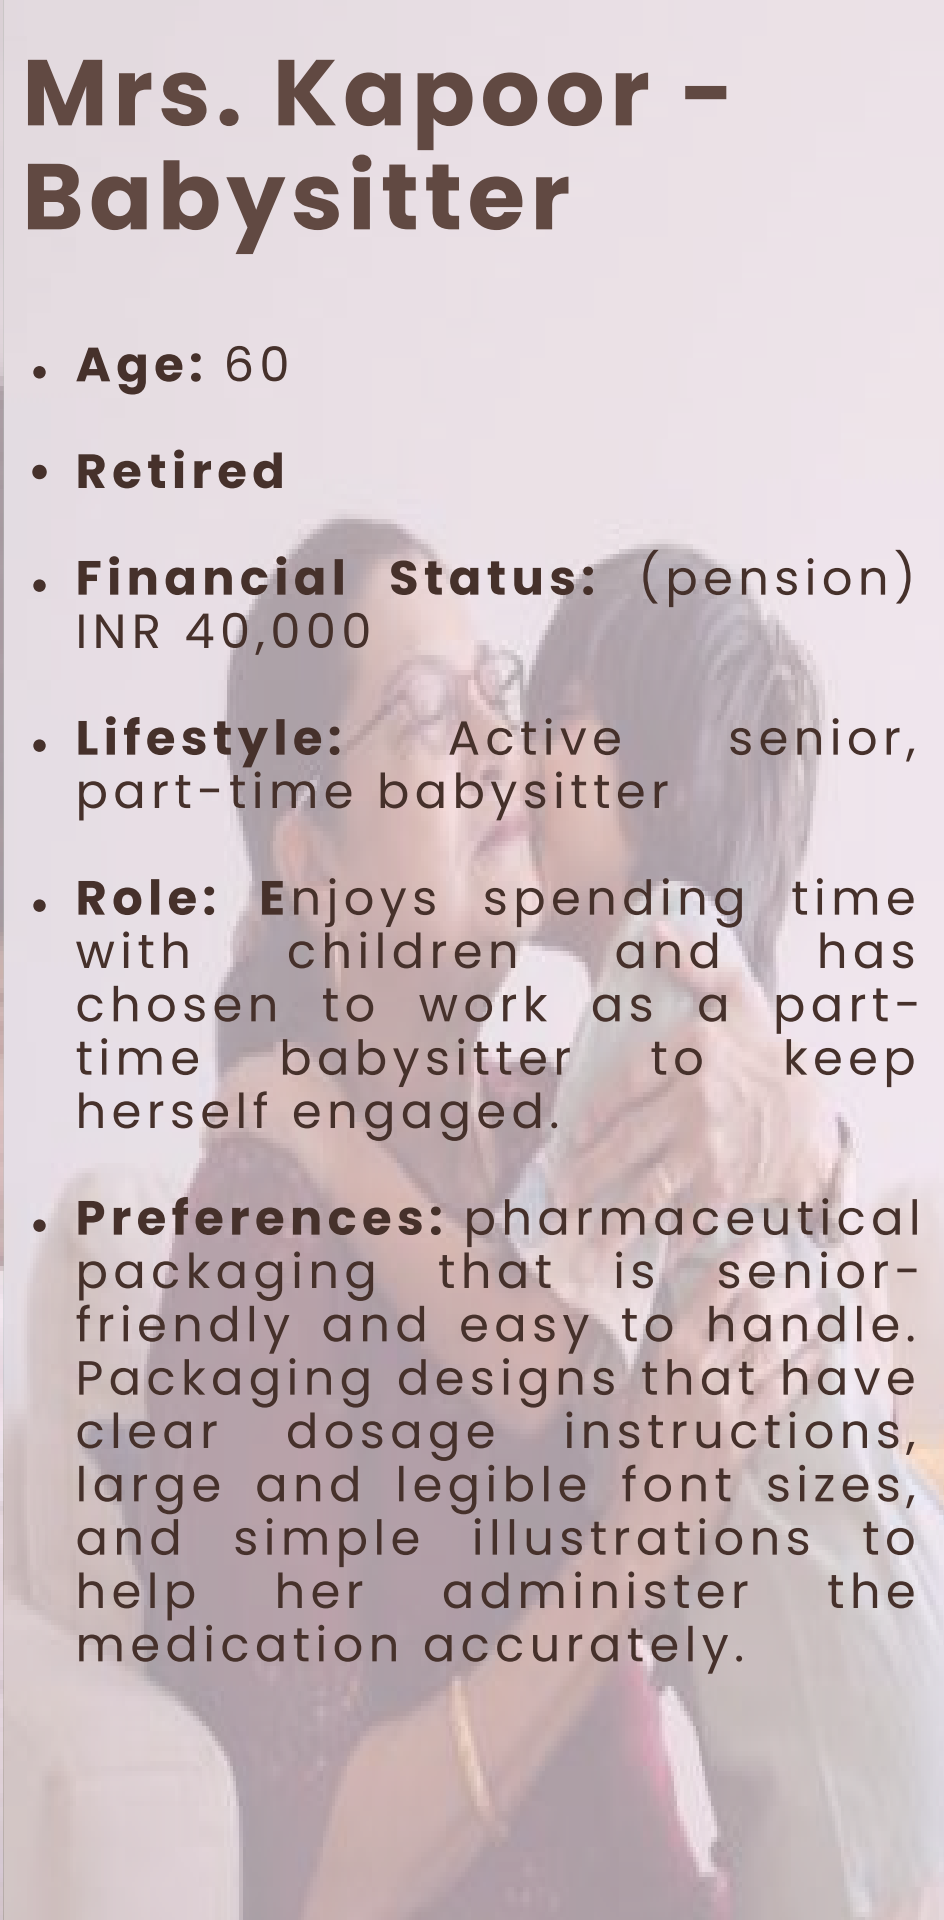 Mrs. Kapoor -
Babysitter
• Age: 60
• Retired
• Financial Status: (pension)
INR 40,000
• Lifestyle: Active senior,
part-time babysitter
• Role: Enjoys spending time
with children and has
chosen to work as a part-
time babysitter to keep
herself engaged.
• Preferences: pharmaceutical
packaging that is senior-
friendly and easy to handle.
Packaging designs that have
clear dosage instructions,
large and legible font sizes,
and simple illustrations to
help her administer the
medication accurately.